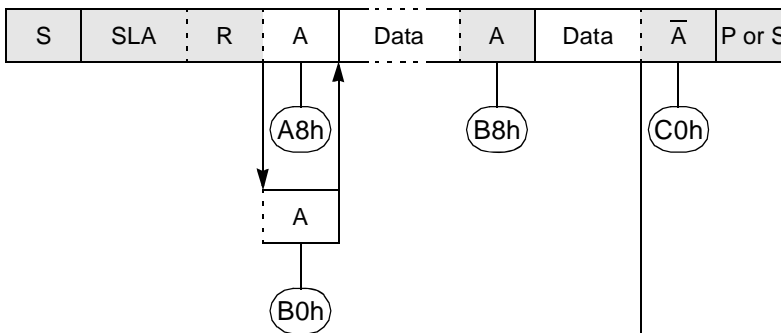 S SLA R A Data A Data A̅ P or S
A8h B8h C0h
A
B0h